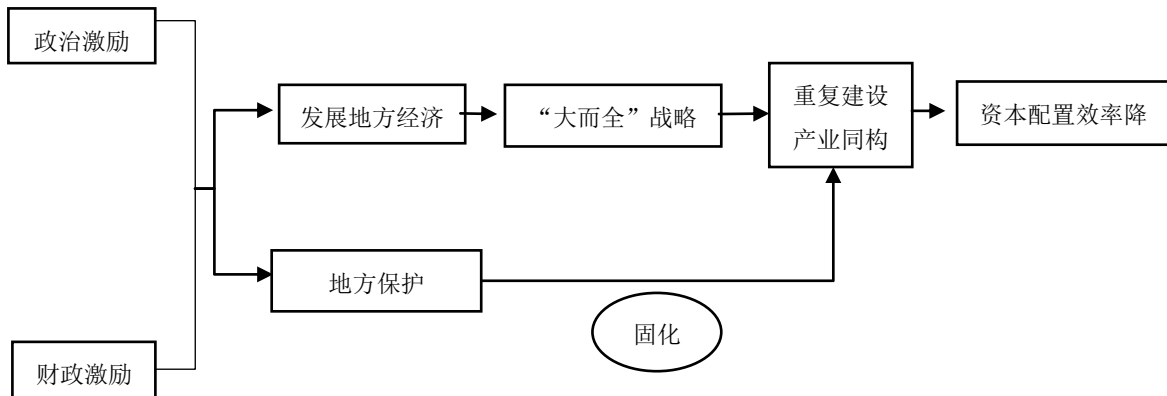 政治激励
发展地方经济
“大而全”战略
重复建设
产业同构
资本配置效率降
地方保护
固化
财政激励